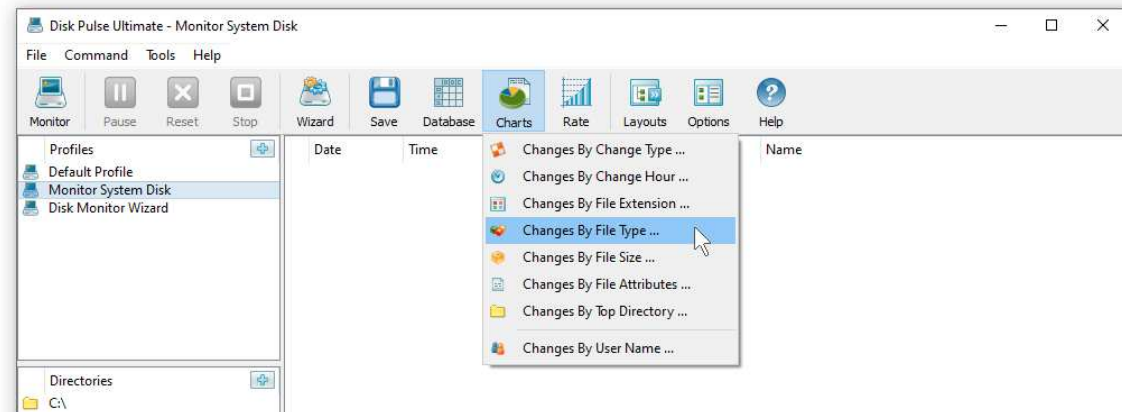 Disk Pulse Ultimate - Monitor System Disk
File Command Tools Help
Monitor Pause Reset Stop Wizard Save Database Charts Rate Layouts Options Help
Profiles
Default Profile
Monitor System Disk
Disk Monitor Wizard
Date Time Name
Changes By Change Type ...
Changes By Change Hour ...
Changes By File Extension ...
Changes By File Type ...
Changes By File Size ...
Changes By File Attributes ...
Changes By Top Directory ...
Changes By User Name ...
Directories
C:\